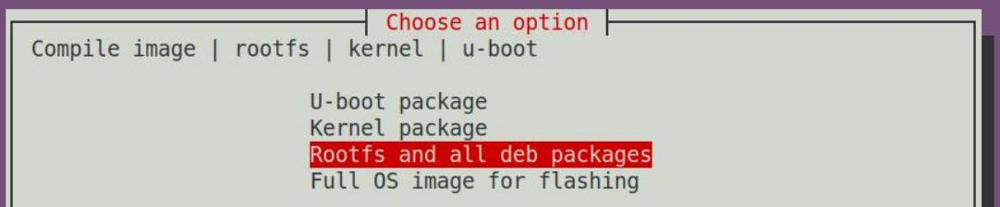 Choose an option
Compile image | rootfs | kernel | u-boot
U-boot package
Kernel package
Rootfs and all deb packages
Full OS image for flashing